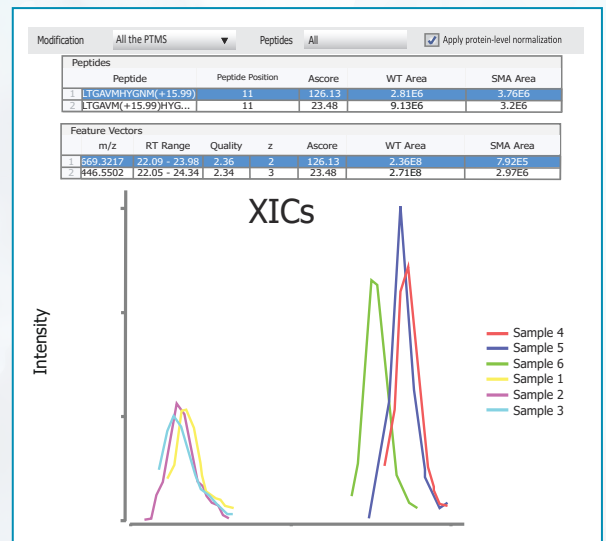 Modification All the PTMS ▼ Peptides All Apply protein-level normalization
Peptides
Peptide Peptide Position Ascore WT Area SMA Area
1 LTGAVMHYGNM(+15.99) 11 126.13 2.81E6 3.76E6
2 LTGAVM(+15.99)HYG... 11 23.48 9.13E6 3.2E6
Feature Vectors
m/z RT Range Quality z Ascore WT Area SMA Area
1 669.3217 22.09 - 23.98 2.36 2 126.13 2.36E8 7.92E5
2 446.5502 22.05 - 24.34 2.34 3 23.48 2.71E8 2.97E6
XICs
Intensity
Sample 4
Sample 5
Sample 6
Sample 1
Sample 2
Sample 3